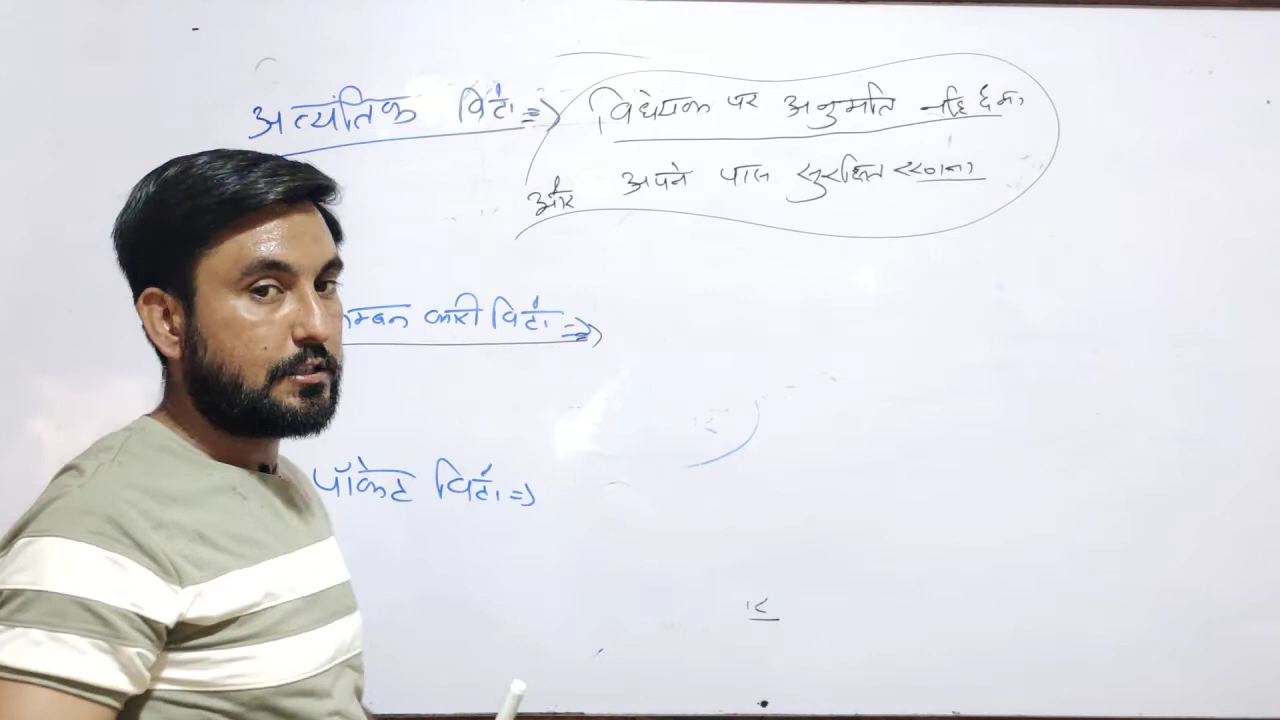 अत्यंतिक विटो => विधेयक पर अनुमति नहि देना
और अपने पास सुरक्षित रखना
म्बन कारी विटो =>
पॉकेट विटो =>